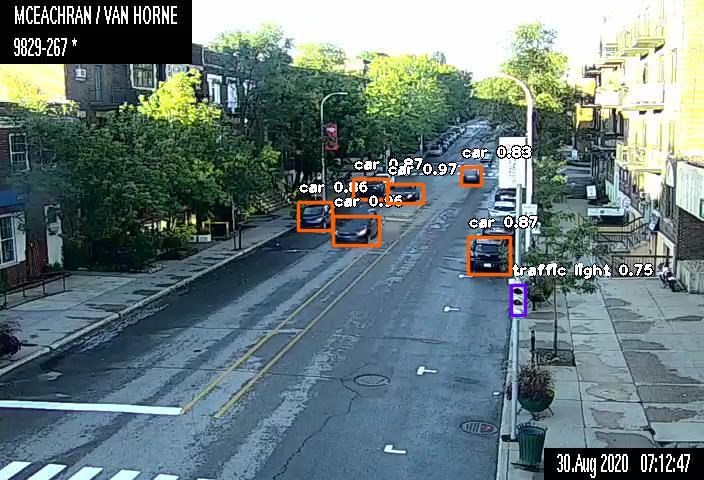 MCEACHRAN / VAN HORNE
9829-267 *
car 0.83
car 0.87
car 0.97
car 0.86
car 0.96
car 0.87
traffic light 0.75
30.Aug 2020 07:12:47